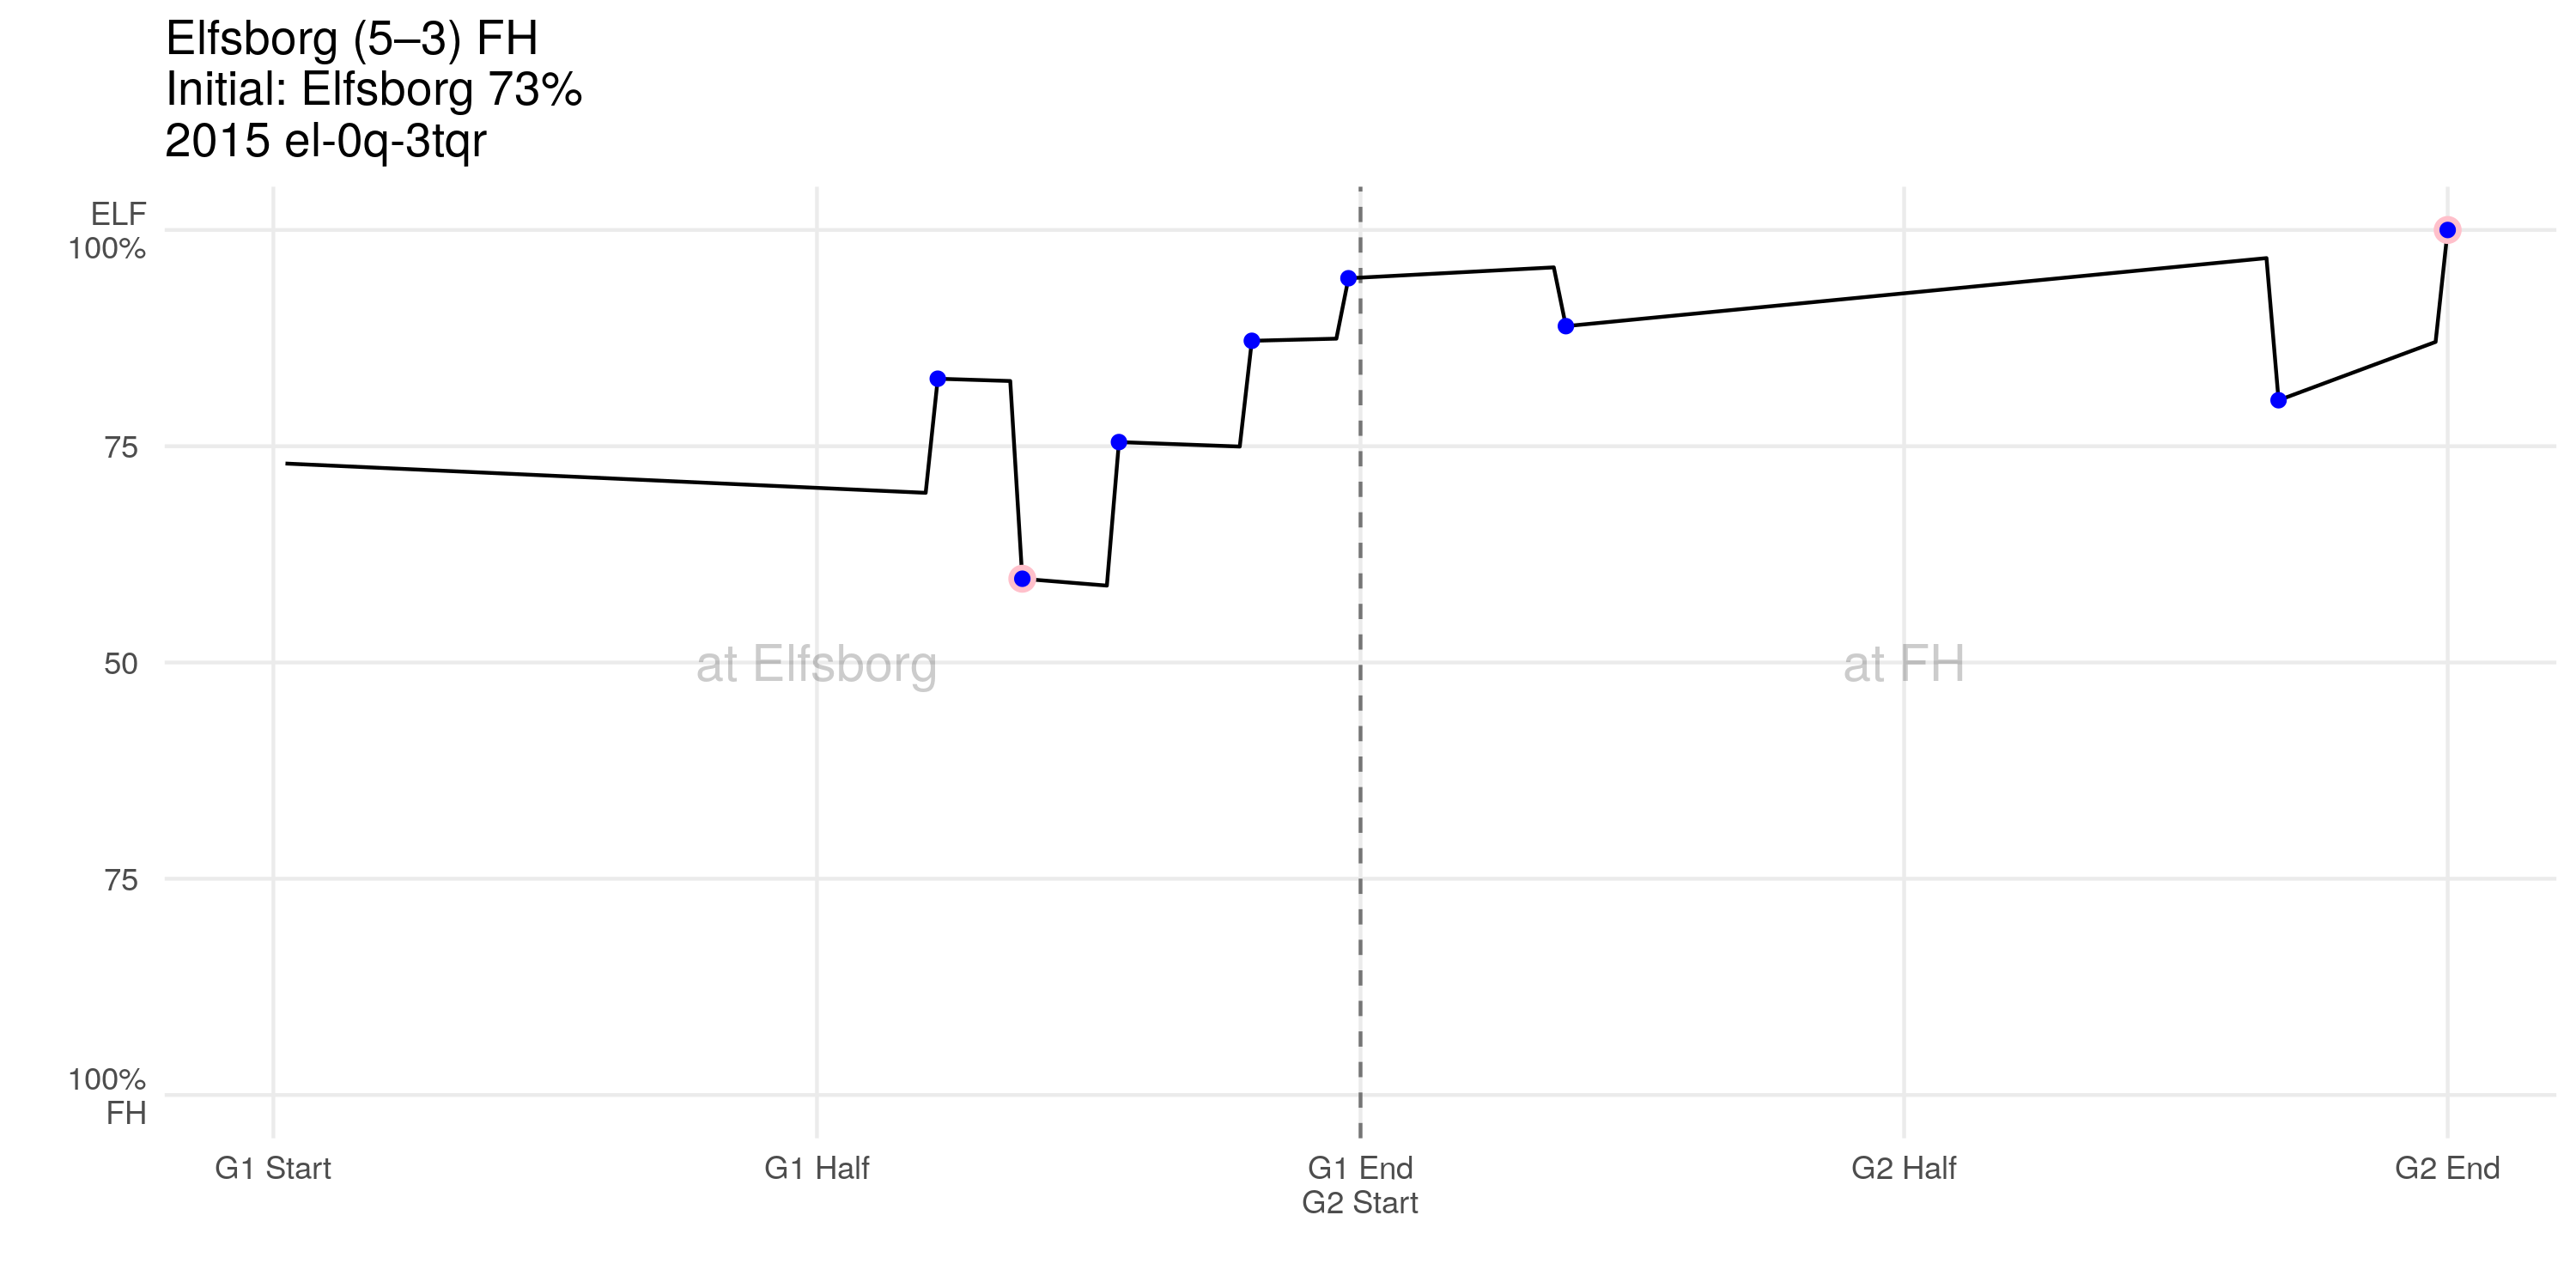 Elfsborg (5–3) FH
Initial: Elfsborg 73%
2015 el-0q-3tqr
ELF
100%
75
50
75
100%
FH
at Elfsborg
at FH
G1 Start
G1 Half
G1 End
G2 Start
G2 Half
G2 End